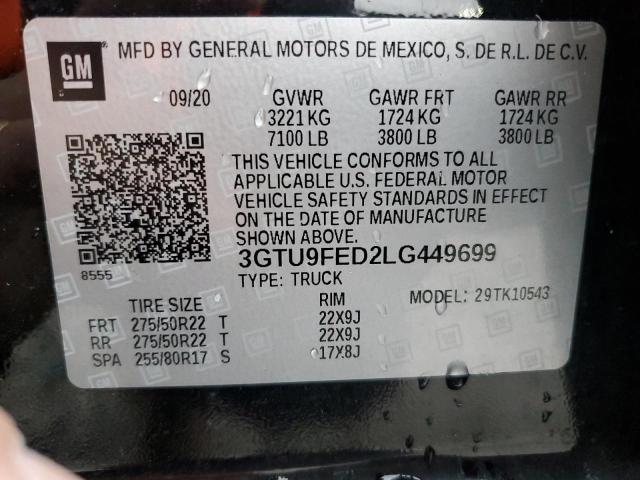 GM MFD BY GENERAL MOTORS DE MEXICO, S. DE R.L. DE C.V.
09/20 GVWR GAWR FRT GAWR RR
3221 KG 1724 KG 1724 KG
7100 LB 3800 LB 3800 LB
THIS VEHICLE CONFORMS TO ALL
APPLICABLE U.S. FEDERAL MOTOR
VEHICLE SAFETY STANDARDS IN EFFECT
ON THE DATE OF MANUFACTURE
SHOWN ABOVE.
3GTU9FED2LG449699
8555
TYPE: TRUCK
TIRE SIZE RIM MODEL: 29TK10543
FRT 275/50R22 T 22X9J
RR 275/50R22 T 22X9J
SPA 255/80R17 S 17X8J